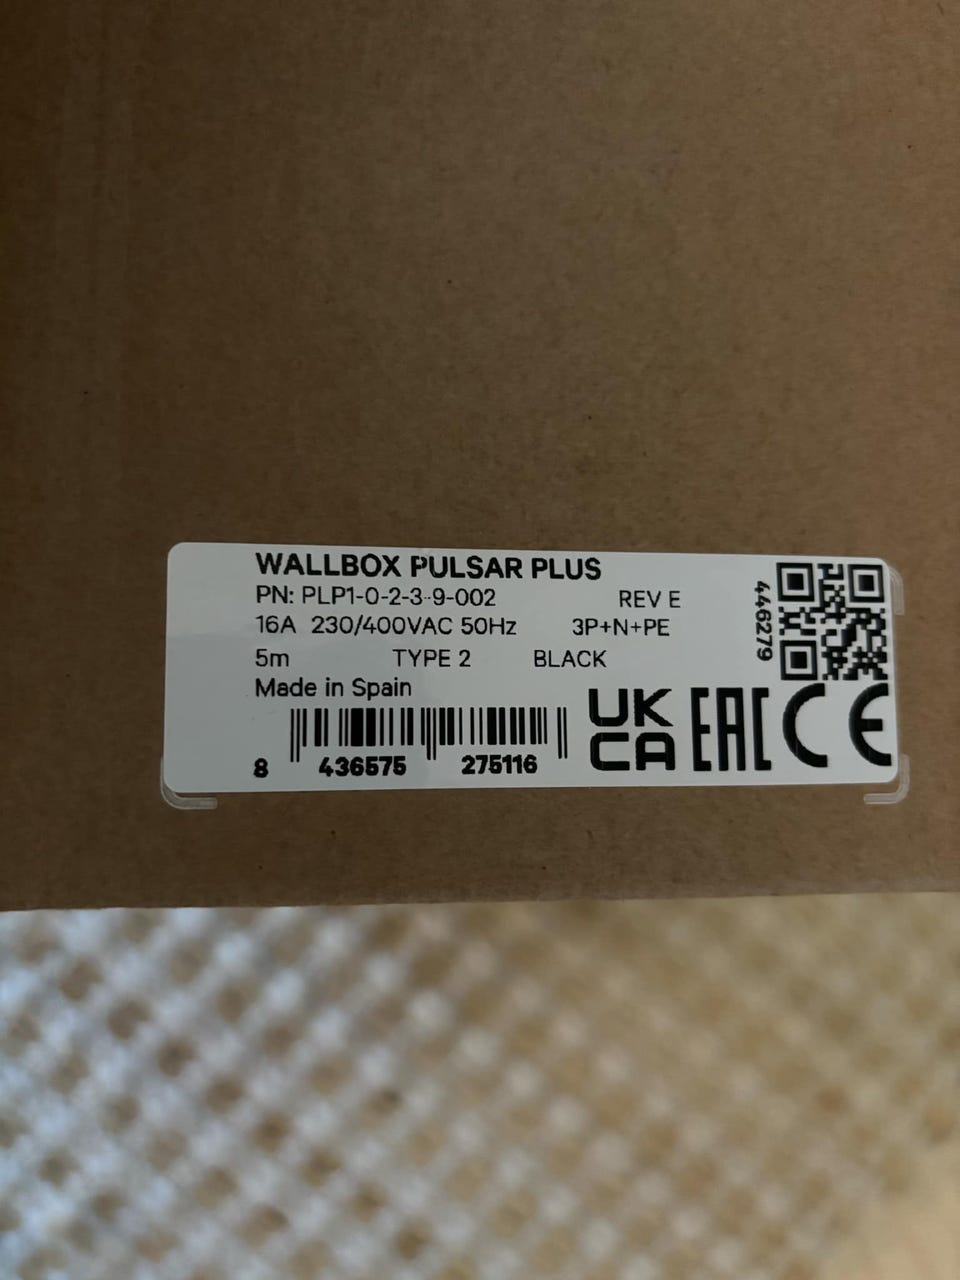 WALLBOX PULSAR PLUS
PN: PLP1-0-2-3-9-002 REV E
16A 230/400VAC 50Hz 3P+N+PE
5m TYPE 2 BLACK
Made in Spain
8 436575 275116
446279
UK
CA
EAC
CE